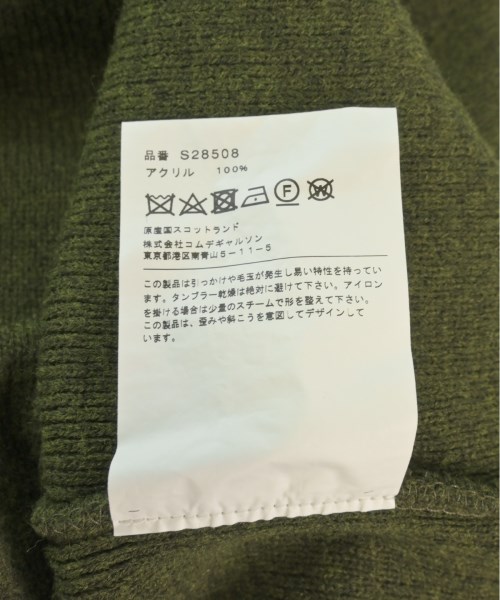 品番 S28508
アクリル 100%
F
W
原産国スコットランド
株式会社コムデギャルソン
東京都港区南青山5-11-5
この製品は引っかけや毛玉が発生し易い特性を持ってい
ます。タンブラー乾燥は絶対に避けて下さい。アイロン
を掛ける場合は少量のスチームで形を整えて下さい。
この製品は、歪みや斜こうを意図してデザインして
います。